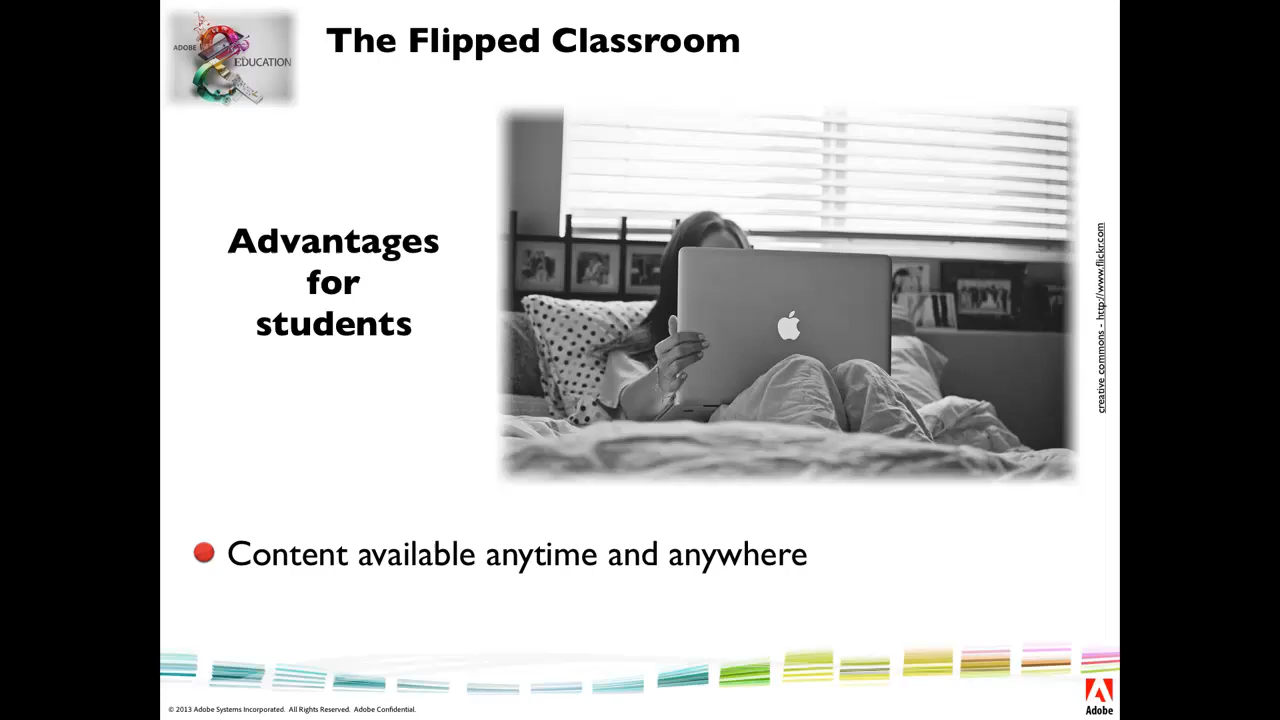 The Flipped Classroom
ADOBE
EDUCATION
Advantages
for
students
creative commons - http://www.flickr.com
Content available anytime and anywhere
© 2013 Adobe Systems Incorporated. All Rights Reserved. Adobe Confidential.
Adobe